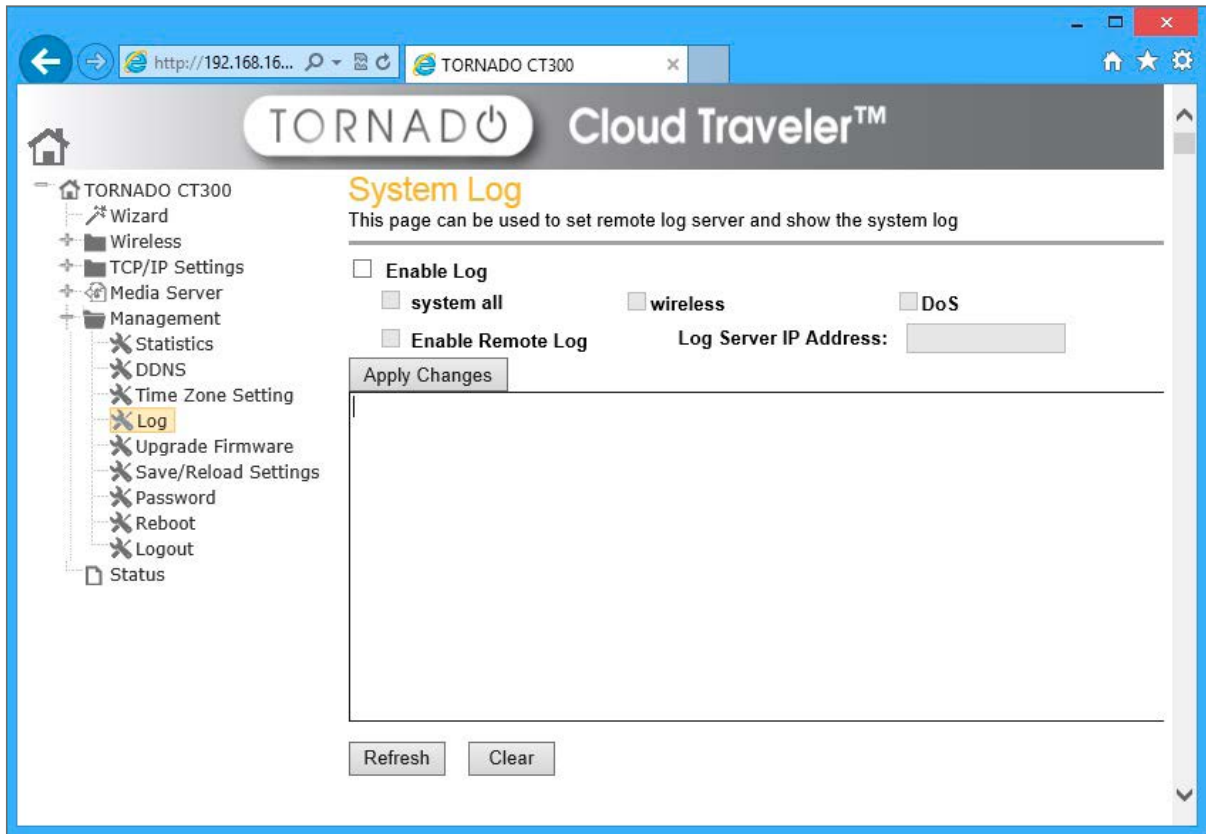 http://192.168.16...
TORNADO CT300
TORNADO Cloud Traveler™
TORNADO CT300
Wizard
Wireless
TCP/IP Settings
Media Server
Management
Statistics
DDNS
Time Zone Setting
Log
Upgrade Firmware
Save/Reload Settings
Password
Reboot
Logout
Status
System Log
This page can be used to set remote log server and show the system log
Enable Log
system all wireless DoS
Enable Remote Log Log Server IP Address:
Apply Changes
Refresh Clear